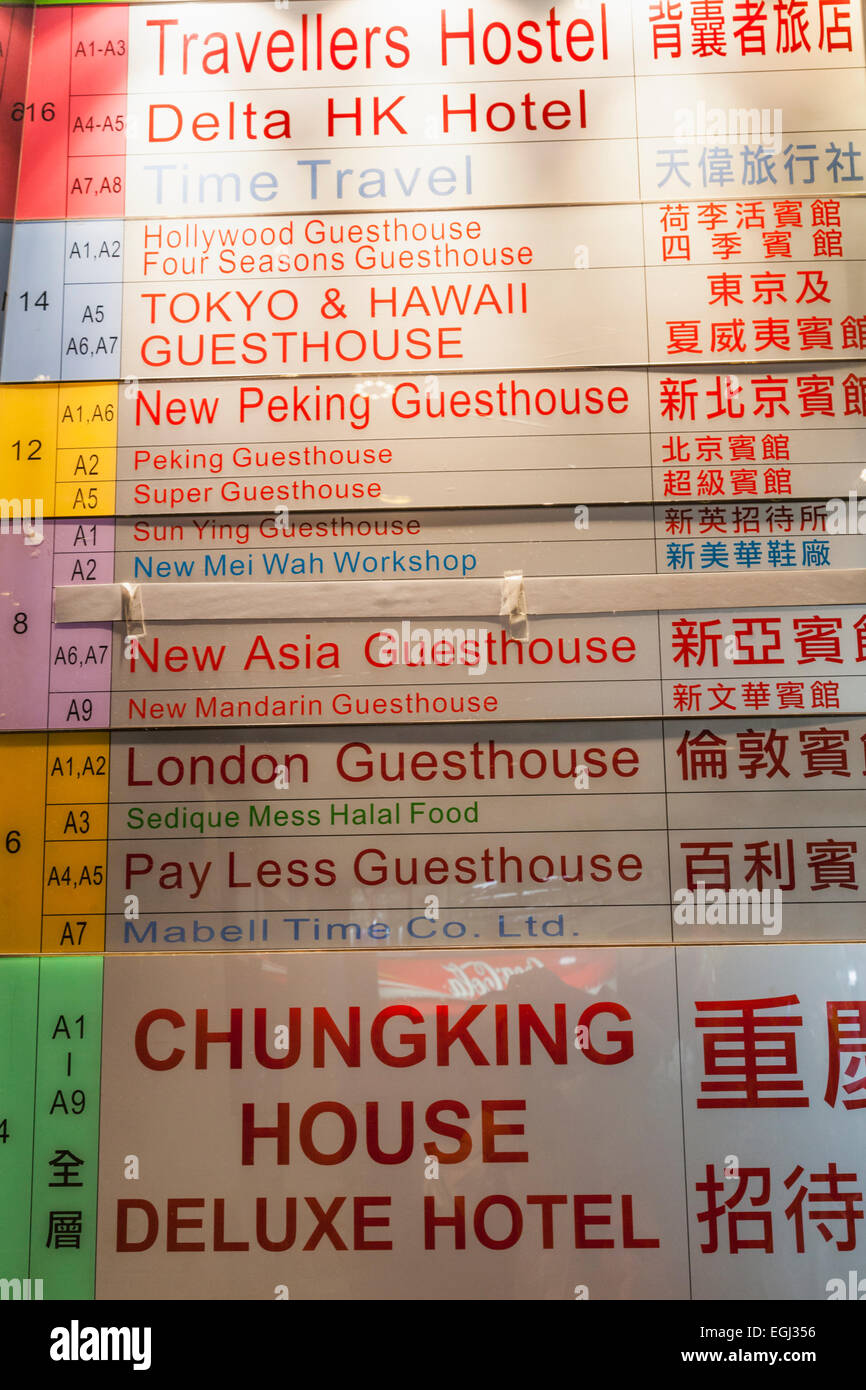 16 A1-A3 Travellers Hostel 背囊者旅店
A4-A5 Delta HK Hotel
A7,A8 Time Travel 天偉旅行社
14 A1,A2 Hollywood Guesthouse 荷李活賓館
Four Seasons Guesthouse 四季賓館
A5 TOKYO & HAWAII 東京及
A6,A7 GUESTHOUSE 夏威夷賓館
12 A1,A6 New Peking Guesthouse 新北京賓館
A2 Peking Guesthouse 北京賓館
A5 Super Guesthouse 超級賓館
8 A1 Sun Ying Guesthouse 新英招待所
A2 New Mei Wah Workshop 新美華鞋廠
A6,A7 New Asia Guesthouse 新亞賓館
A9 New Mandarin Guesthouse 新文華賓館
6 A1,A2 London Guesthouse 倫敦賓館
A3 Sedique Mess Halal Food
A4,A5 Pay Less Guesthouse 百利賓
A7 Mabell Time Co. Ltd.
Coca-Cola
4 A1-A9 全層 CHUNGKING 重慶
HOUSE
DELUXE HOTEL 招待
alamy
Image ID: EGJ356
www.alamy.com